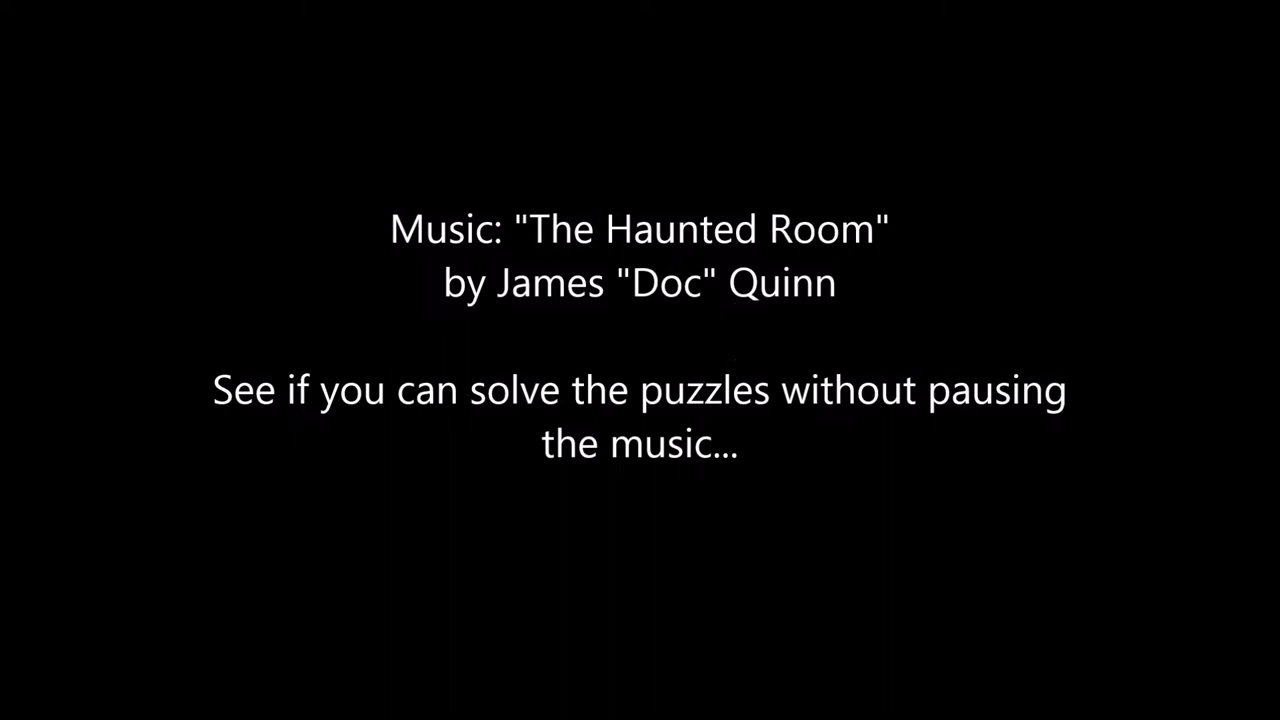 Music: "The Haunted Room"
by James "Doc" Quinn
See if you can solve the puzzles without pausing
the music...